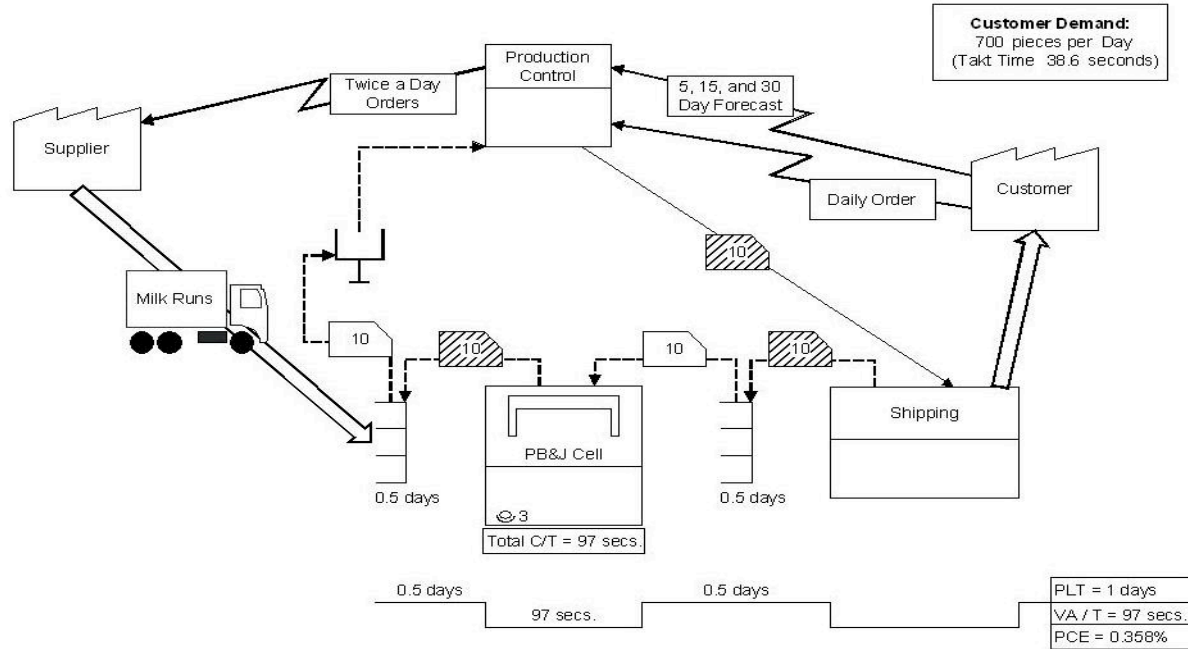 Customer Demand:
700 pieces per Day
(Takt Time 38.6 seconds)
Production
Control
Twice a Day
Orders
5, 15, and 30
Day Forecast
Supplier
Customer
Daily Order
10
Milk Runs
10
10
10
10
Shipping
PB&J Cell
0.5 days
0.5 days
3
Total C/T = 97 secs.
0.5 days
0.5 days
97 secs.
PLT = 1 days
VA / T = 97 secs.
PCE = 0.358%